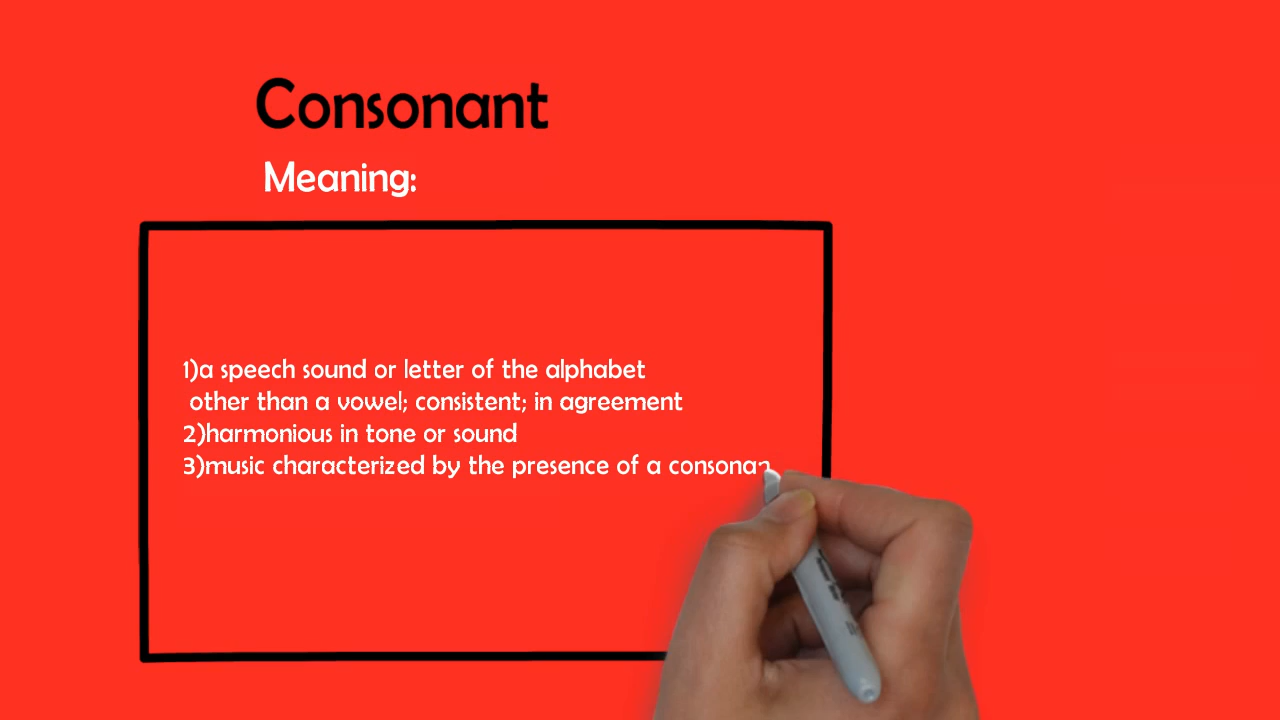 Consonant
Meaning:
1)a speech sound or letter of the alphabet
other than a vowel; consistent; in agreement
2)harmonious in tone or sound
3)music characterized by the presence of a consonan